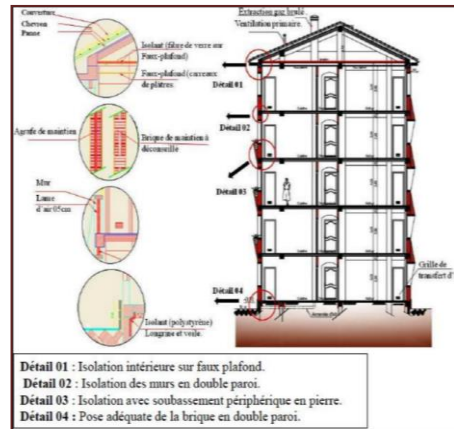 Couverture
Chevron
Panne
Isolant (fibre de verre sur
Faux-plafond)
Faux-plafond (carreaux
de plâtres.
Agrafe de maintien
Brique de maintien à
déconseillé
Mur
Lame
d'air 05cm
Isolant (polystyrène)
Longrine et voile.
Extraction gaz brulé
Ventilation primaire.
Détail 01
Détail 02
Détail 03
Détail 04
Grille de
transfert d'
Détail 01 : Isolation intérieure sur faux plafond.
Détail 02 : Isolation des murs en double paroi.
Détail 03 : Isolation avec soubassement périphérique en pierre.
Détail 04 : Pose adéquate de la brique en double paroi.